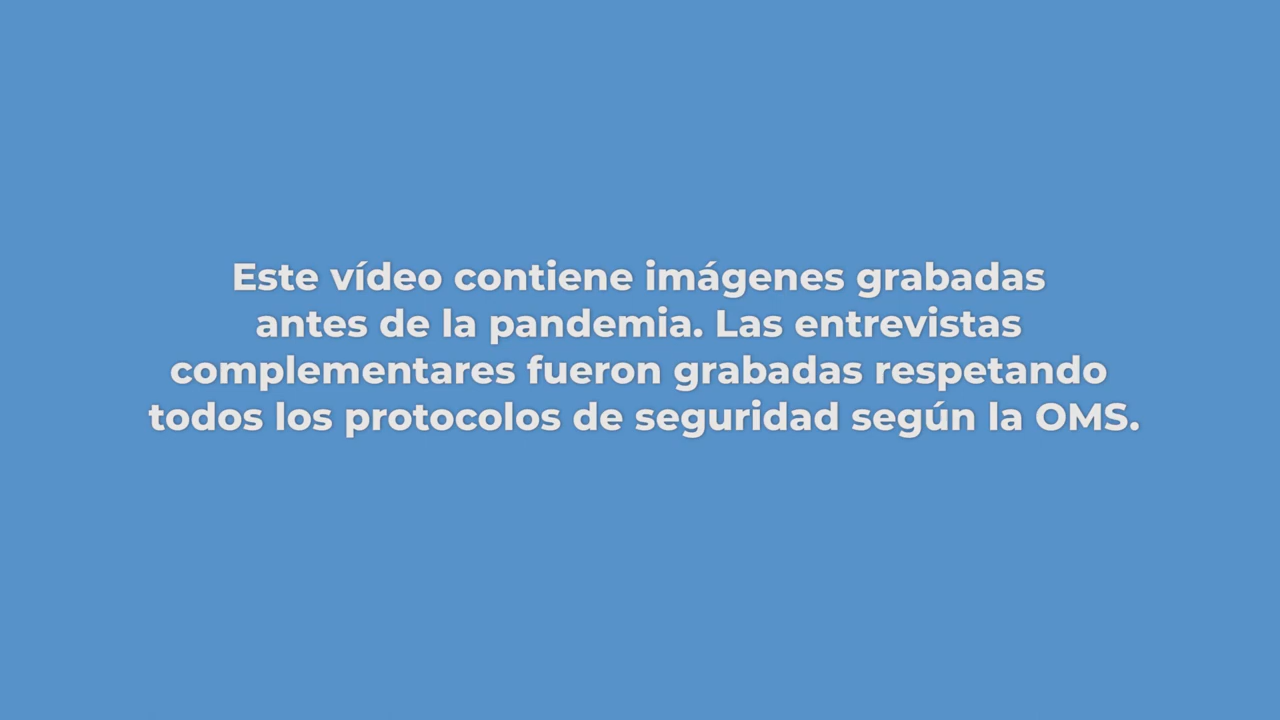 Este vídeo contiene imágenes grabadas
antes de la pandemia. Las entrevistas
complementares fueron grabadas respetando
todos los protocolos de seguridad según la OMS.